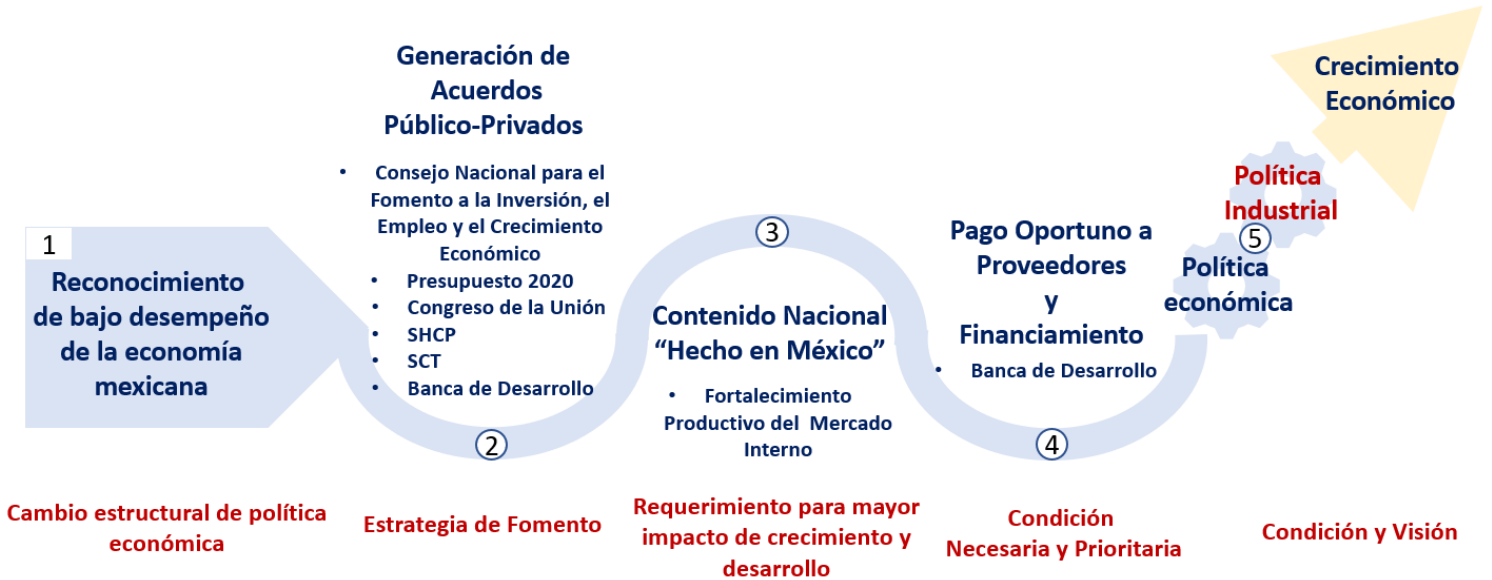 1
Reconocimiento
de bajo desempeño
de la economía
mexicana
Cambio estructural de política
económica
Generación de
Acuerdos
Público-Privados
• Consejo Nacional para el
Fomento a la Inversión, el
Empleo y el Crecimiento
Económico
• Presupuesto 2020
• Congreso de la Unión
• SHCP
• SCT
• Banca de Desarrollo
2
Estrategia de Fomento
3
Contenido Nacional
“Hecho en México”
• Fortalecimiento
Productivo del Mercado
Interno
Requerimiento para mayor
impacto de crecimiento y
desarrollo
Pago Oportuno a
Proveedores
y
Financiamiento
• Banca de Desarrollo
4
Condición
Necesaria y Prioritaria
Crecimiento
Económico
Política
Industrial
5
Política
económica
Condición y Visión